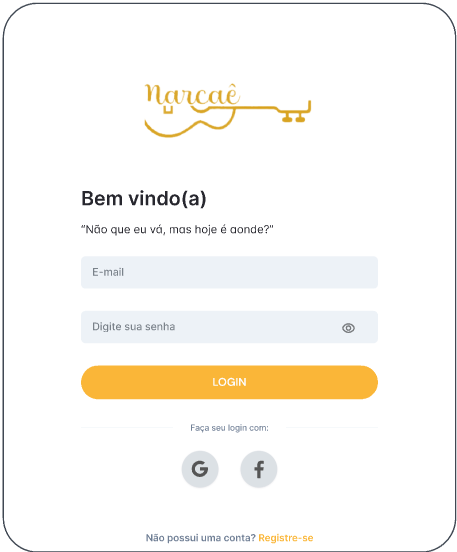 Narcaê
Bem vindo(a)
“Não que eu vá, mas hoje é aonde?”
E-mail
Digite sua senha
LOGIN
Faça seu login com:
G
f
Não possui uma conta? Registre-se